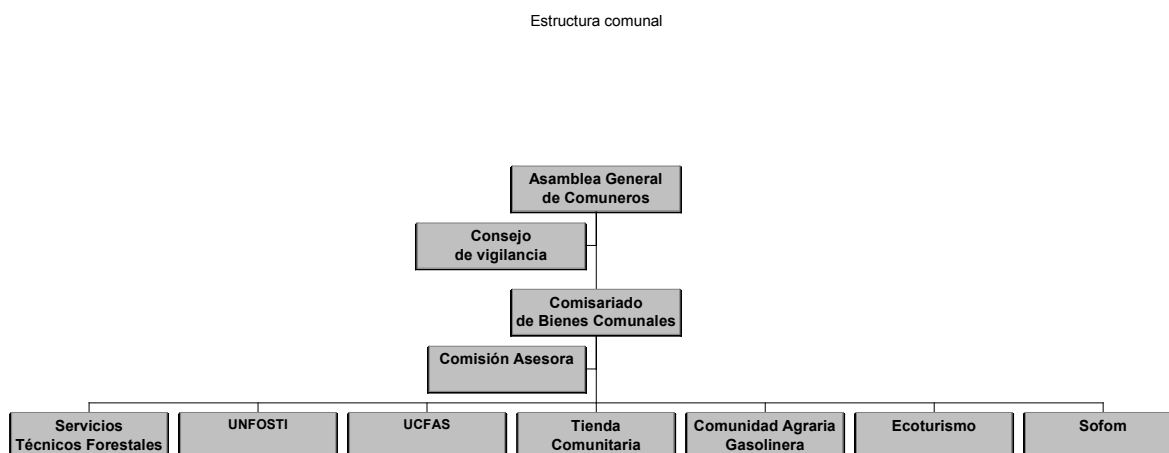 Estructura comunal
Asamblea General
de Comuneros
Consejo
de vigilancia
Comisariado
de Bienes Comunales
Comisión Asesora
Servicios
Técnicos Forestales
UNFOSTI
UCFAS
Tienda
Comunitaria
Comunidad Agraria
Gasolinera
Ecoturismo
Sofom